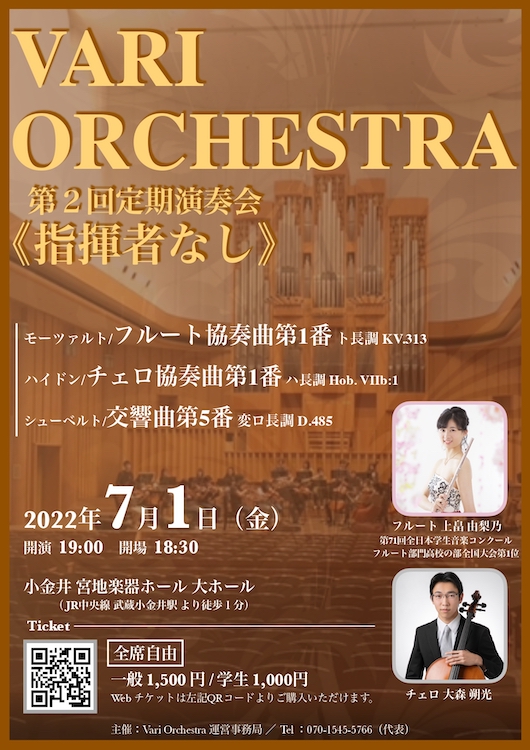 VARI
ORCHESTRA
第2回定期演奏会
《指揮者なし》
モーツァルト/フルート協奏曲第1番 ト長調 KV.313
ハイドン/チェロ協奏曲第1番 ハ長調 Hob. VIIb:1
シューベルト/交響曲第5番 変ロ長調 D.485
2022年7月1日（金）
開演 19:00 開場 18:30
小金井 宮地楽器ホール 大ホール
（JR中央線 武蔵小金井駅 より徒歩1分）
フルート 上畠 由梨乃
第71回全日本学生音楽コンクール
フルート部門高校の部全国大会第1位
チェロ 大森 朔光
Ticket
全席自由
一般 1,500 円 / 学生 1,000円
Web チケットは左記QRコードよりご購入いただけます。
主催：Vari Orchestra 運営事務局 ／ Tel ：070-1545-5766（代表）